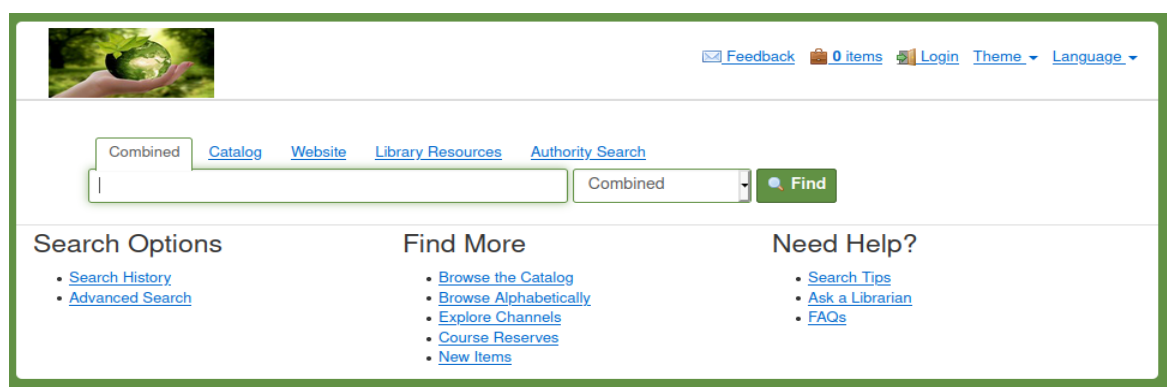 Feedback 0 items Login Theme Language
Combined Catalog Website Library Resources Authority Search
Combined Find
Search Options
Search History
Advanced Search
Find More
Browse the Catalog
Browse Alphabetically
Explore Channels
Course Reserves
New Items
Need Help?
Search Tips
Ask a Librarian
FAQs